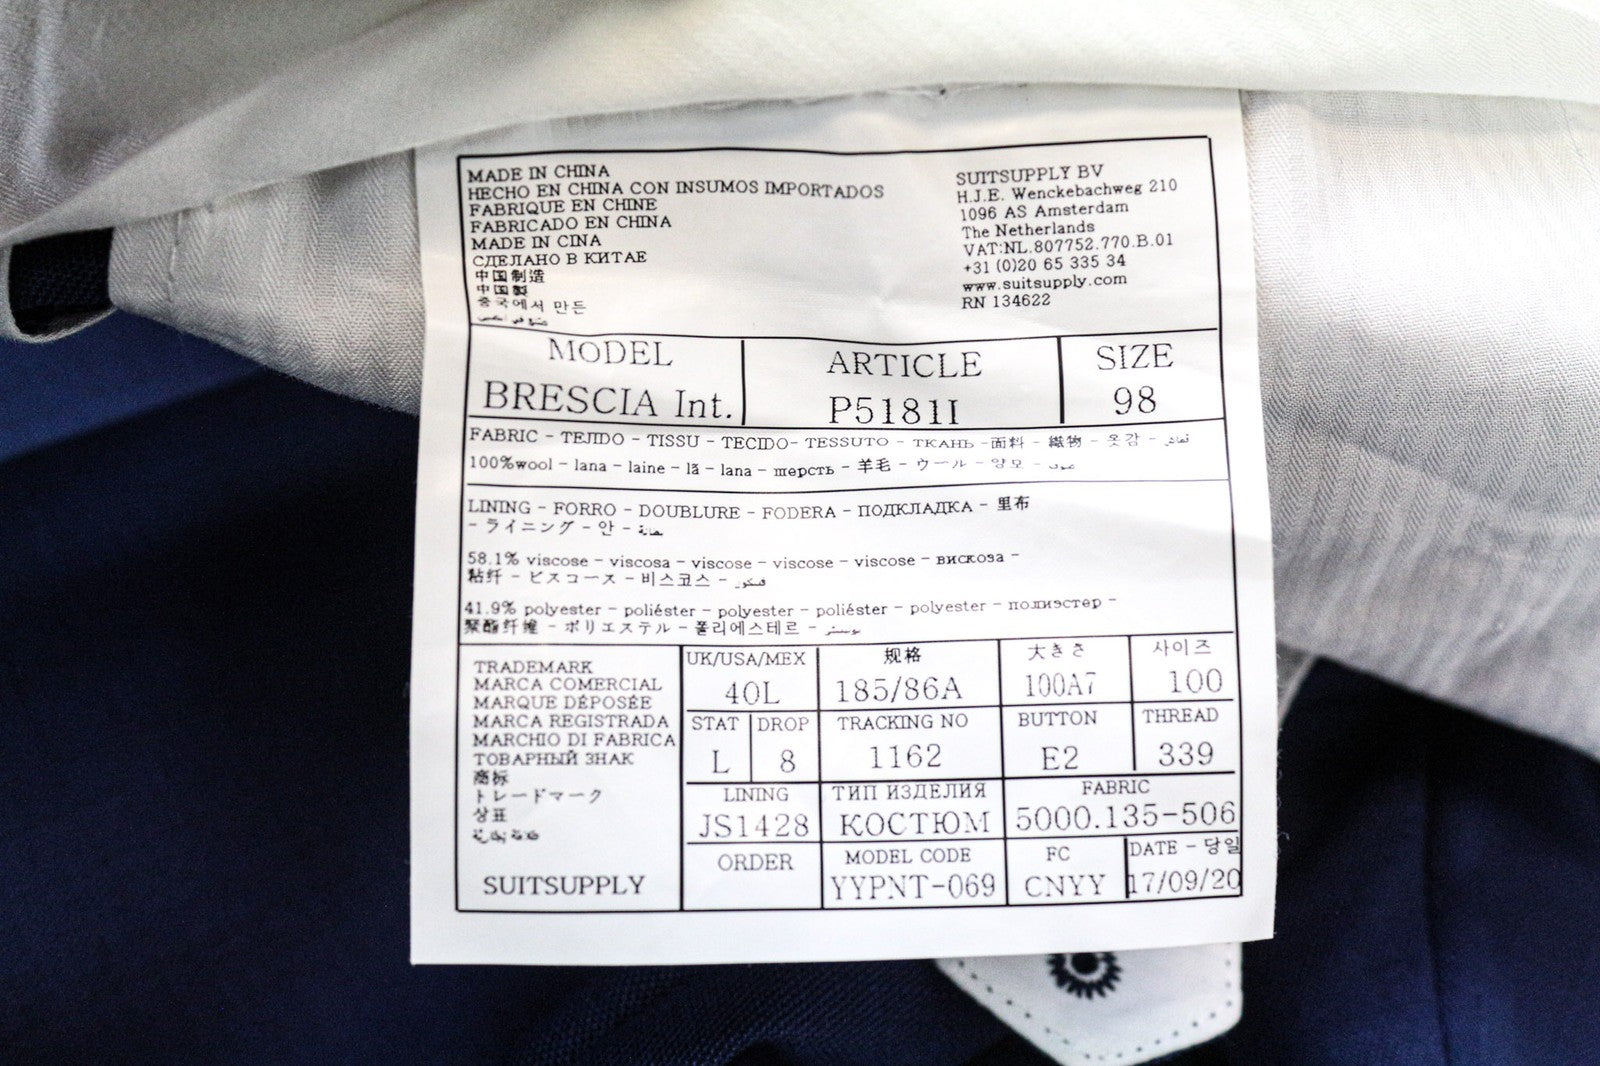 MADE IN CHINA
HECHO EN CHINA CON INSUMOS IMPORTADOS
FABRIQUE EN CHINE
FABRICADO EN CHINA
MADE IN CINA
СДЕЛАНО В КИТАЕ
中国制造
中国製
중국에서 만든
SUITSUPPLY BV
H.J.E. Wenckebachweg 210
1096 AS Amsterdam
The Netherlands
VAT:NL.807752.770.B.01
+31 (0)20 65 335 34
www.suitsupply.com
RN 134622
MODEL
BRESCIA Int.
ARTICLE
P5181I
SIZE
98
FABRIC - TEJIDO - TISSU - TECIDO- TESSUTO - ТКАНЬ -面料 - 織物 - 옷감 -
100%wool - lana - laine - lã - lana - шерсть - 羊毛 - ウール - 양모 -
LINING - FORRO - DOUBLURE - FODERA - ПОДКЛАДКА - 里布
- ライニング - 안 -
58.1% viscose - viscosa - viscose - viscose - viscose - вискоза -
粘纤 - ビスコース - 비스코스 -
41.9% polyester - poliéster - polyester - poliéster - polyester - полиэстер -
聚酯纤维 - ポリエステル - 폴리에스테르 -
TRADEMARK
MARCA COMERCIAL
MARQUE DÉPOSÉE
MARCA REGISTRADA
MARCHIO DI FABRICA
ТОВАРНЫЙ ЗНАК
商标
トレードマーク
상표
SUITSUPPLY
UK/USA/MEX
40L
规格
185/86A
大きさ
100A7
사이즈
100
STAT
L
DROP
8
TRACKING NO
1162
BUTTON
E2
THREAD
339
LINING
JS1428
ТИП ИЗДЕЛИЯ
КОСТЮМ
FABRIC
5000.135-506
ORDER
MODEL CODE
YYPNT-069
FC
CNYY
DATE - 당일
17/09/20